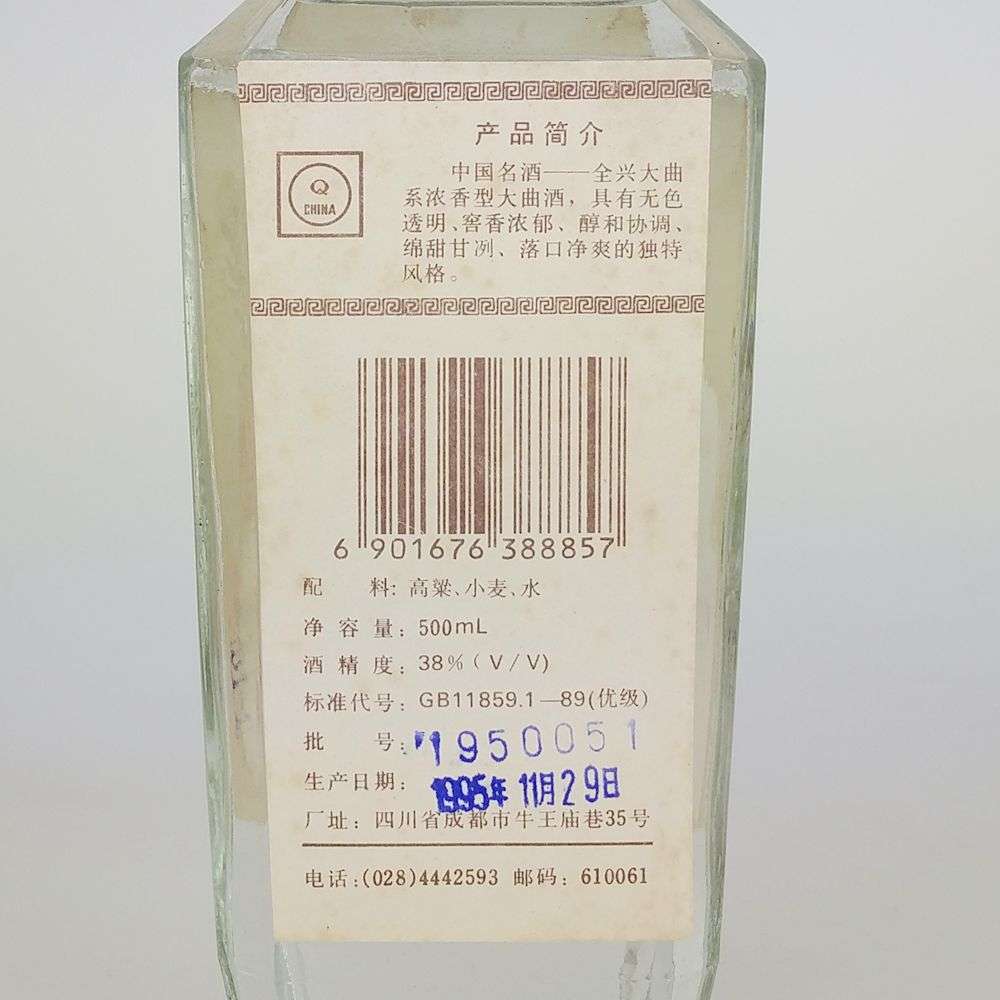 产品简介
Q
CHINA
中国名酒——全兴大曲
系浓香型大曲酒，具有无色
透明、窖香浓郁、醇和协调、
绵甜甘冽、落口净爽的独特
风格。
6 901676 388857
配 料：高粱、小麦、水
净容量：500mL
酒精度：38%（V/V）
标准代号：GB11859.1—89(优级)
批 号：1950051
生产日期：1995年11月29日
厂址：四川省成都市牛王庙巷35号
电话：(028)4442593 邮码：610061